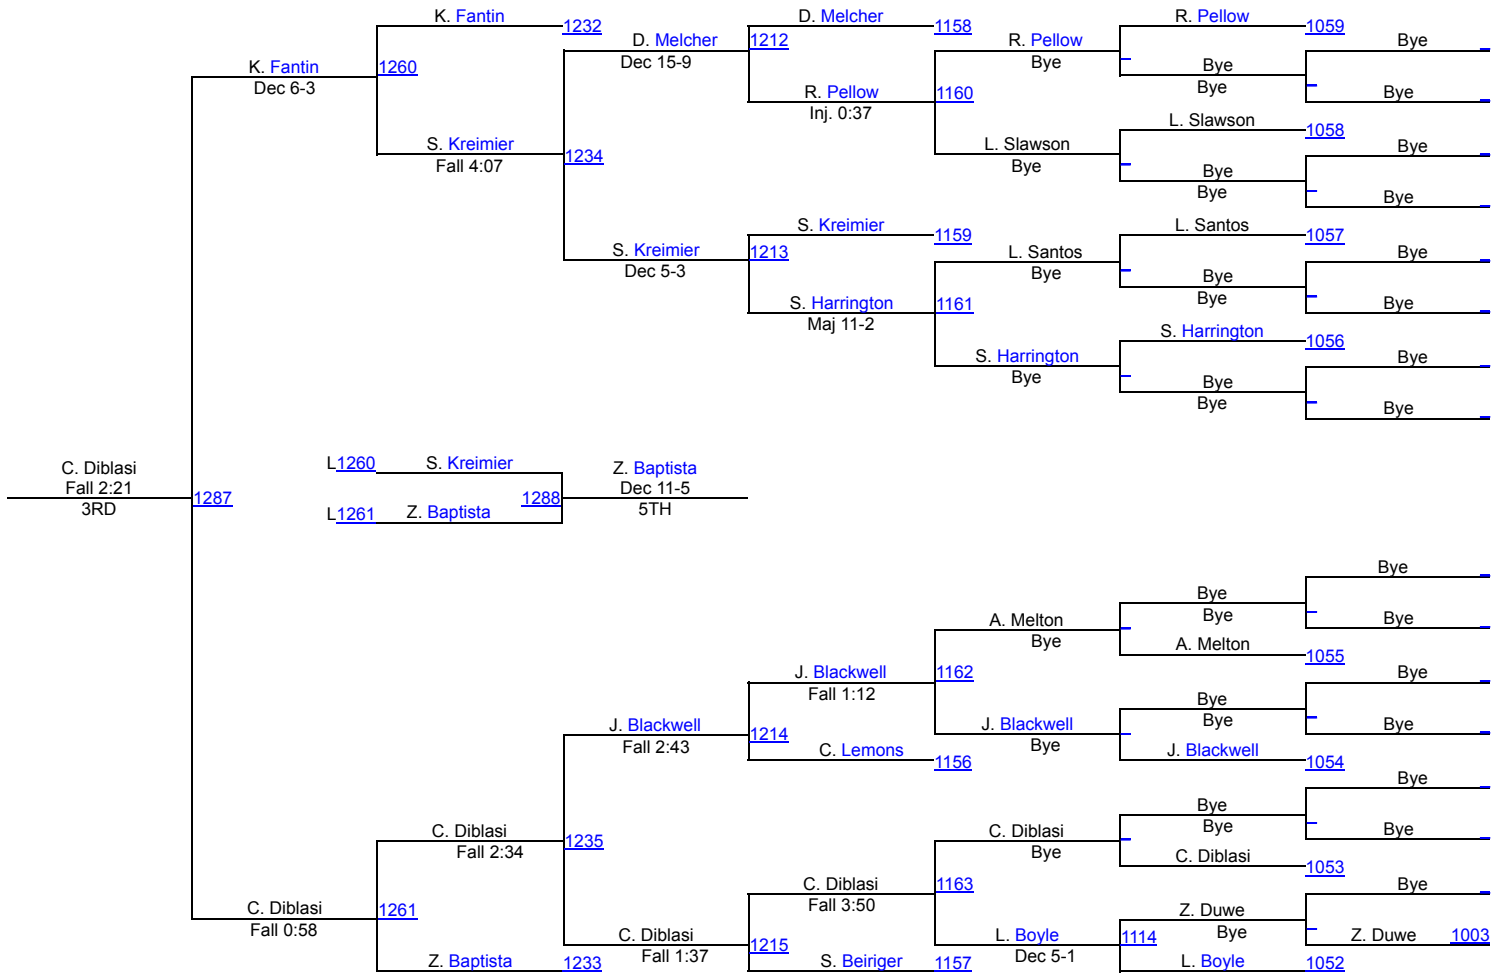 K. Fantin
1232
D. Melcher
1158
R. Pellow
1059
D. Melcher
1212
R. Pellow
Bye
K. Fantin
1260
Dec 15-9
Bye
Bye
Dec 6-3
R. Pellow
1160
Bye
Bye
Inj. 0:37
L. Slawson
1058
S. Kreimier
1234
L. Slawson
Bye
Fall 4:07
Bye
Bye
Bye
Bye
S. Kreimier
1159
L. Santos
1057
S. Kreimier
1213
L. Santos
Bye
Dec 5-3
Bye
Bye
S. Harrington
1161
Bye
Bye
Maj 11-2
S. Harrington
1056
S. Harrington
Bye
Bye
Bye
Bye
Bye
C. Diblasi
L1260
S. Kreimier
Z. Baptista
Fall 2:21
Dec 11-5
1287
1288
3RD
L1261
Z. Baptista
5TH
Bye
Bye
A. Melton
Bye
Bye
Bye
A. Melton
1055
J. Blackwell
1162
Bye
Fall 1:12
Bye
J. Blackwell
1214
J. Blackwell
Bye
Bye
Fall 2:43
Bye
C. Lemons
1156
J. Blackwell
1054
Bye
Bye
C. Diblasi
1235
C. Diblasi
Bye
Bye
Fall 2:34
Bye
C. Diblasi
1053
C. Diblasi
1163
Bye
Fall 3:50
C. Diblasi
1261
Z. Duwe
Fall 0:58
C. Diblasi
1215
L. Boyle
1114
Bye
Z. Duwe
1003
Fall 1:37
Dec 5-1
Z. Baptista
1233
S. Beiriger
1157
L. Boyle
1052